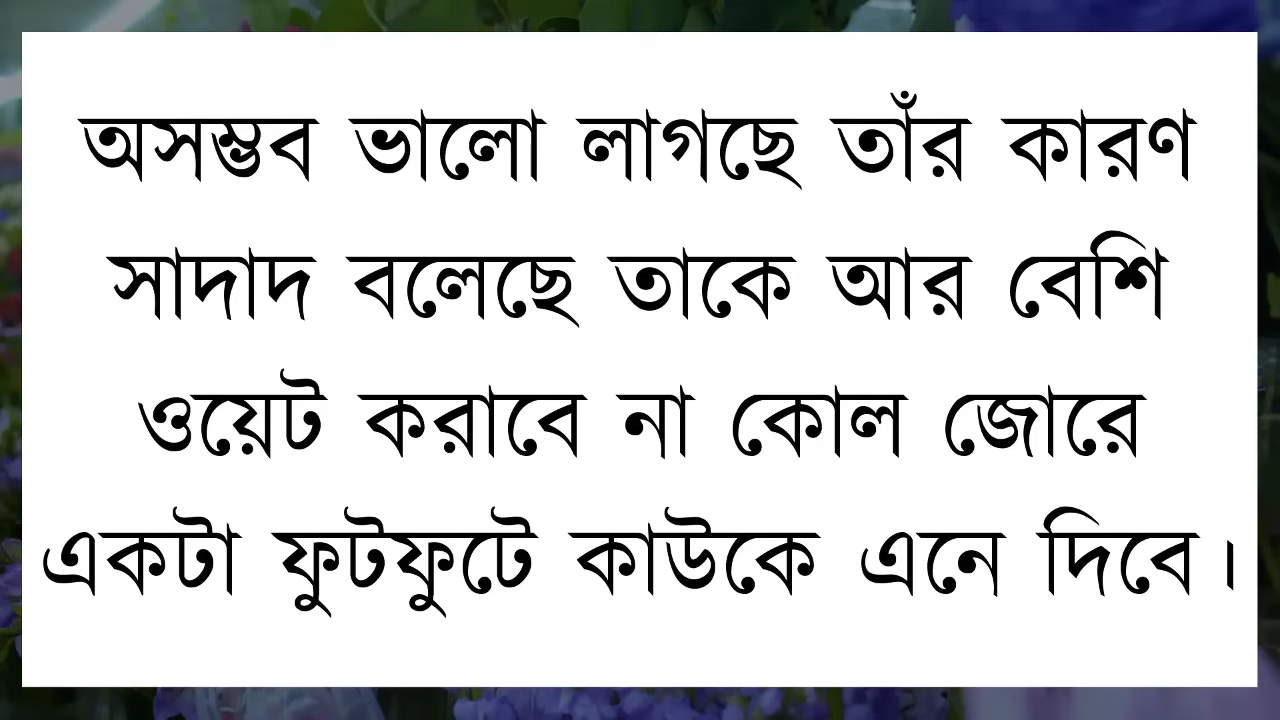 অসম্ভব ভালো লাগছে তাঁর কারণ
সাদাদ বলেছে তাকে আর বেশি
ওয়েট করাবে না কোল জোরে
একটা ফুটফুটে কাউকে এনে দিবে।